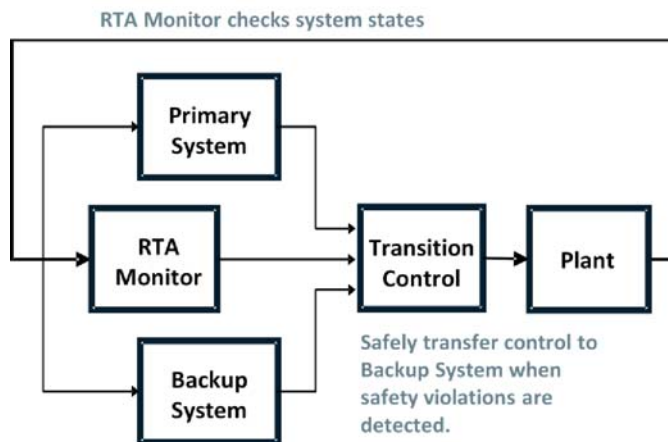 RTA Monitor checks system states
Primary
System
RTA
Monitor
Transition
Control
Plant
Backup
System
Safely transfer control to
Backup System when
safety violations are
detected.